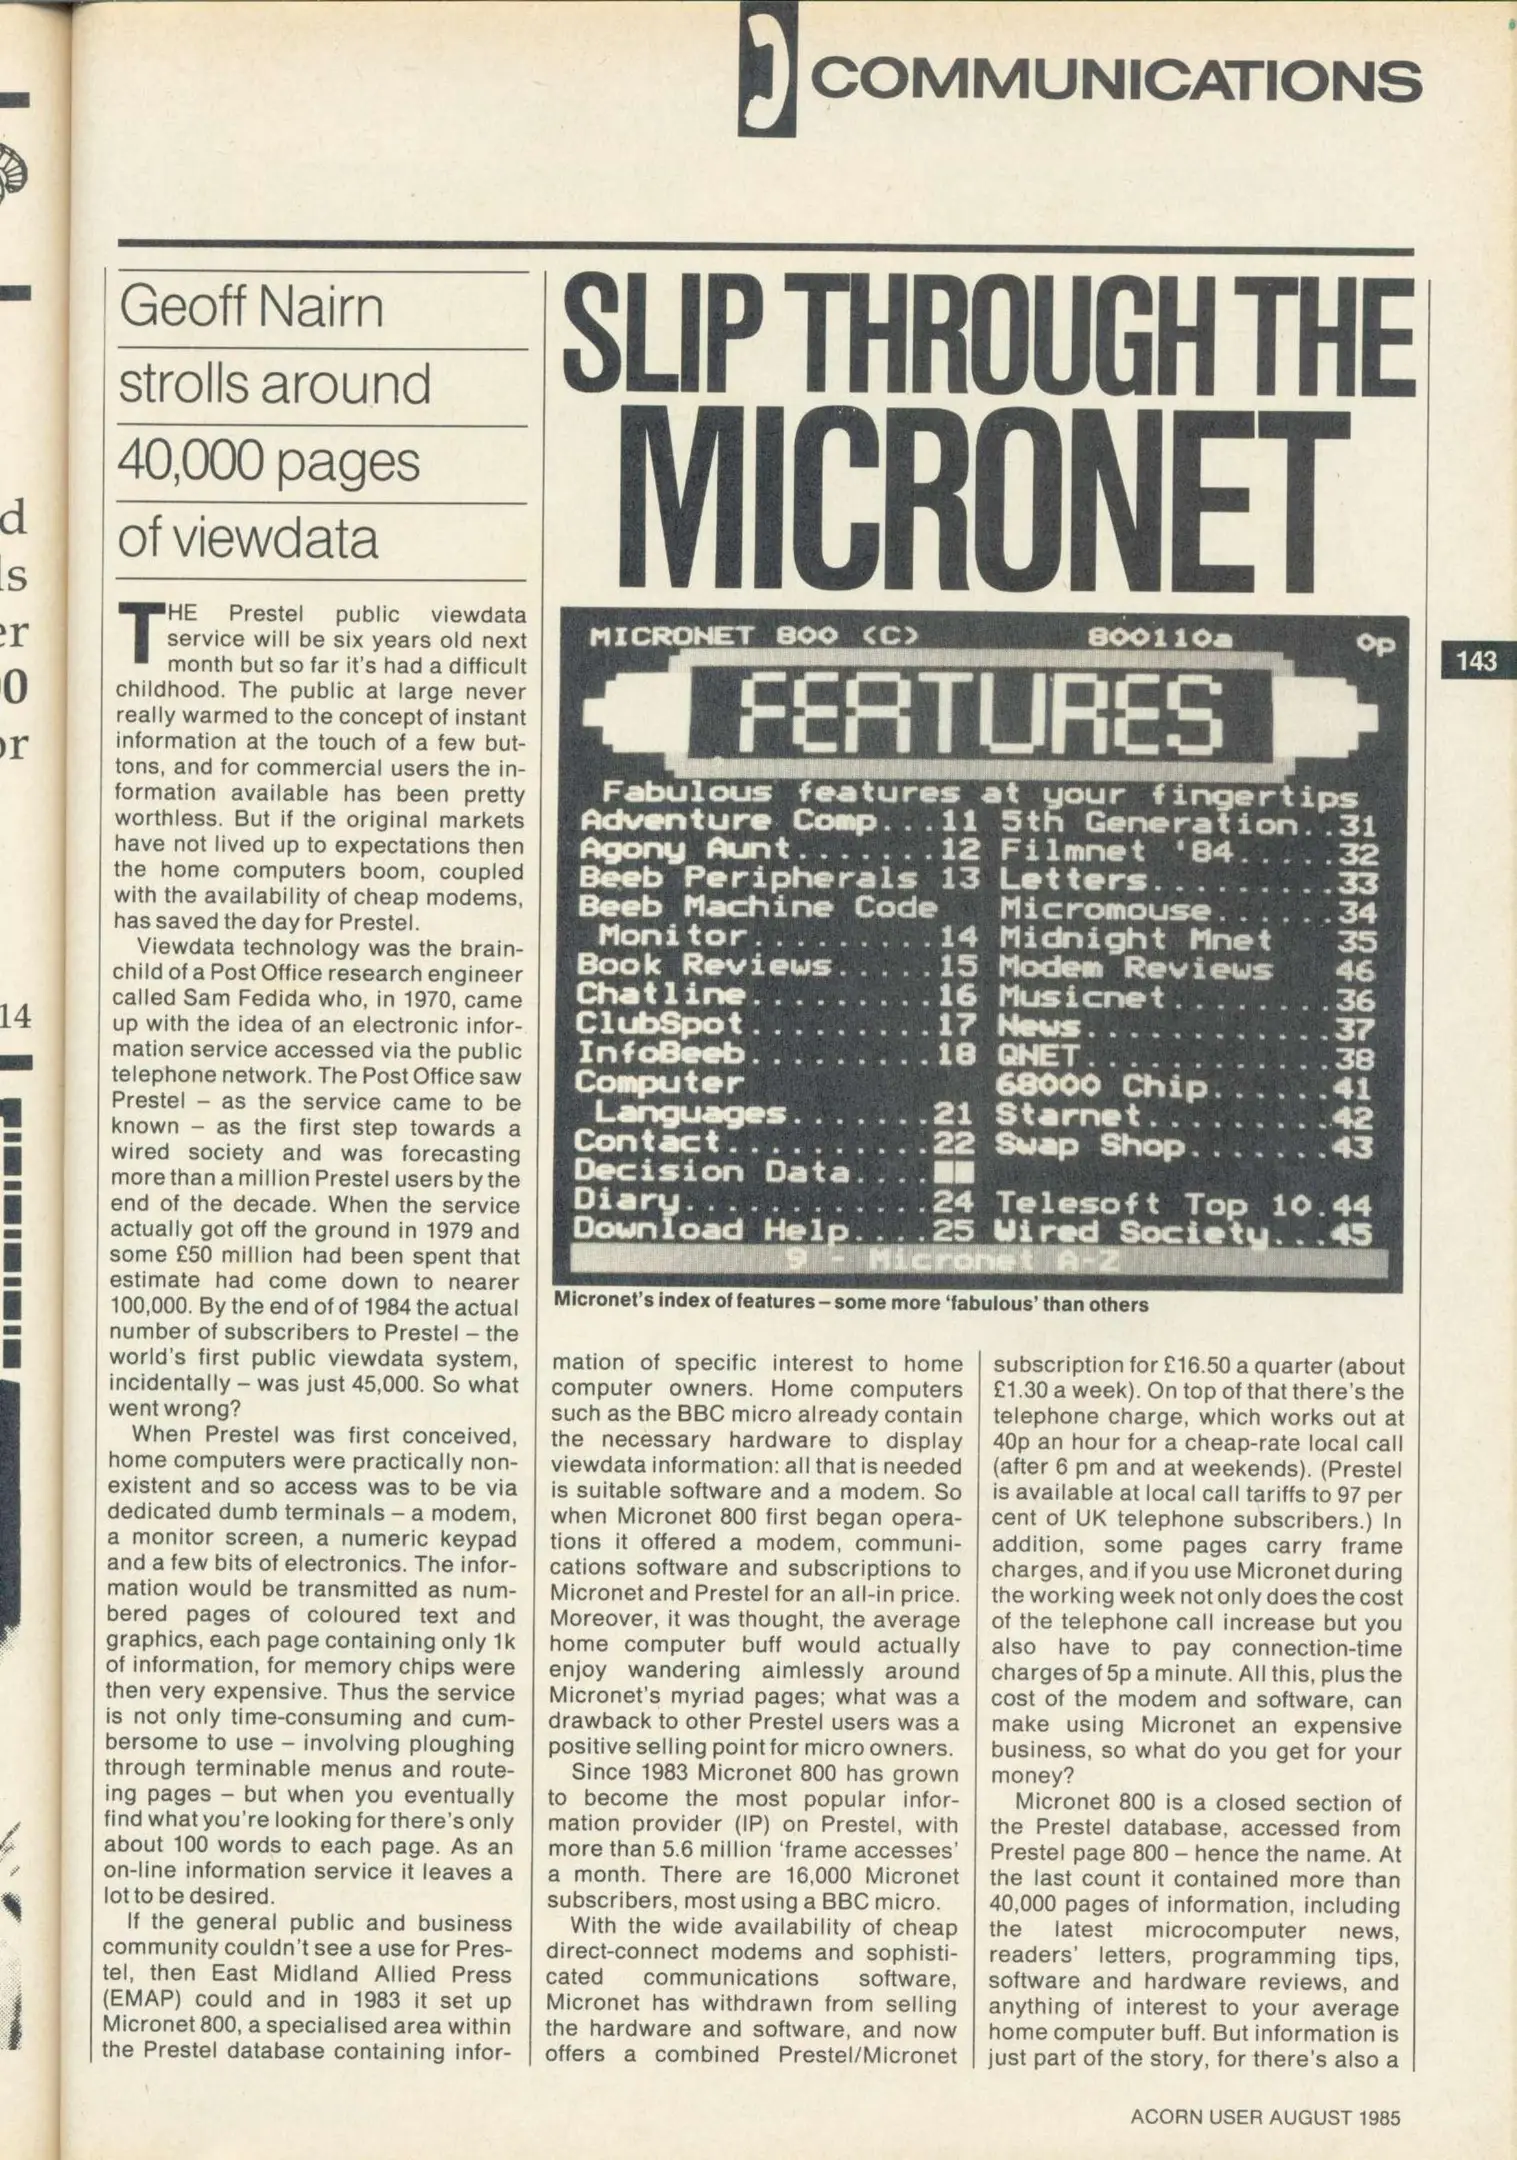 COMMUNICATIONS
Geoff Nairn
strolls around
40,000 pages
of viewdata
SLIP THROUGH THE
MICRONET
THE Prestel public viewdata
service will be six years old next
month but so far it's had a difficult
childhood. The public at large never
really warmed to the concept of instant
information at the touch of a few but-
tons, and for commercial users the in-
formation available has been pretty
worthless. But if the original markets
have not lived up to expectations then
the home computers boom, coupled
with the availability of cheap modems,
has saved the day for Prestel.
Viewdata technology was the brain-
child of a Post Office research engineer
called Sam Fedida who, in 1970, came
up with the idea of an electronic infor-
mation service accessed via the public
telephone network. The Post Office saw
Prestel – as the service came to be
known – as the first step towards a
wired society and was forecasting
more than a million Prestel users by the
end of the decade. When the service
actually got off the ground in 1979 and
some £50 million had been spent that
estimate had come down to nearer
100,000. By the end of of 1984 the actual
number of subscribers to Prestel – the
world's first public viewdata system,
incidentally – was just 45,000. So what
went wrong?
When Prestel was first conceived,
home computers were practically non-
existent and so access was to be via
dedicated dumb terminals – a modem,
a monitor screen, a numeric keypad
and a few bits of electronics. The infor-
mation would be transmitted as num-
bered pages of coloured text and
graphics, each page containing only 1k
of information, for memory chips were
then very expensive. Thus the service
is not only time-consuming and cum-
bersome to use – involving ploughing
through terminable menus and route-
ing pages – but when you eventually
find what you're looking for there's only
about 100 words to each page. As an
on-line information service it leaves a
lot to be desired.
If the general public and business
community couldn't see a use for Pres-
tel, then East Midland Allied Press
(EMAP) could and in 1983 it set up
Micronet 800, a specialised area within
the Prestel database containing infor-
MICRONET 800 (C) 800110a 0p
FEATURES
Fabulous features at your fingertips
Adventure Comp...11 5th Generation..31
Agony Aunt.......12 Filmnet '84.....32
Beeb Peripherals 13 Letters.........33
Beeb Machine Code Micromouse......34
Monitor.........14 Midnight Mnet 35
Book Reviews.....15 Modem Reviews 46
Chatline.........16 Musicnet........36
ClubSpot.........17 News............37
InfoBeeb.........18 QNET............38
Computer 68000 Chip......41
Languages.......21 Starnet.........42
Contact..........22 Swap Shop.......43
Decision Data....
Diary............24 Telesoft Top 10.44
Download Help....25 Wired Society...45
9 - Micronet A-Z
Micronet's index of features – some more 'fabulous' than others
mation of specific interest to home
computer owners. Home computers
such as the BBC micro already contain
the necessary hardware to display
viewdata information: all that is needed
is suitable software and a modem. So
when Micronet 800 first began opera-
tions it offered a modem, communi-
cations software and subscriptions to
Micronet and Prestel for an all-in price.
Moreover, it was thought, the average
home computer buff would actually
enjoy wandering aimlessly around
Micronet's myriad pages; what was a
drawback to other Prestel users was a
positive selling point for micro owners.
Since 1983 Micronet 800 has grown
to become the most popular infor-
mation provider (IP) on Prestel, with
more than 5.6 million 'frame accesses'
a month. There are 16,000 Micronet
subscribers, most using a BBC micro.
With the wide availability of cheap
direct-connect modems and sophisti-
cated communications software,
Micronet has withdrawn from selling
the hardware and software, and now
offers a combined Prestel/Micronet
subscription for £16.50 a quarter (about
£1.30 a week). On top of that there's the
telephone charge, which works out at
40p an hour for a cheap-rate local call
(after 6 pm and at weekends). (Prestel
is available at local call tariffs to 97 per
cent of UK telephone subscribers.) In
addition, some pages carry frame
charges, and if you use Micronet during
the working week not only does the cost
of the telephone call increase but you
also have to pay connection-time
charges of 5p a minute. All this, plus the
cost of the modem and software, can
make using Micronet an expensive
business, so what do you get for your
money?
Micronet 800 is a closed section of
the Prestel database, accessed from
Prestel page 800 – hence the name. At
the last count it contained more than
40,000 pages of information, including
the latest microcomputer news,
readers' letters, programming tips,
software and hardware reviews, and
anything of interest to your average
home computer buff. But information is
just part of the story, for there's also a
143
ACORN USER AUGUST 1985